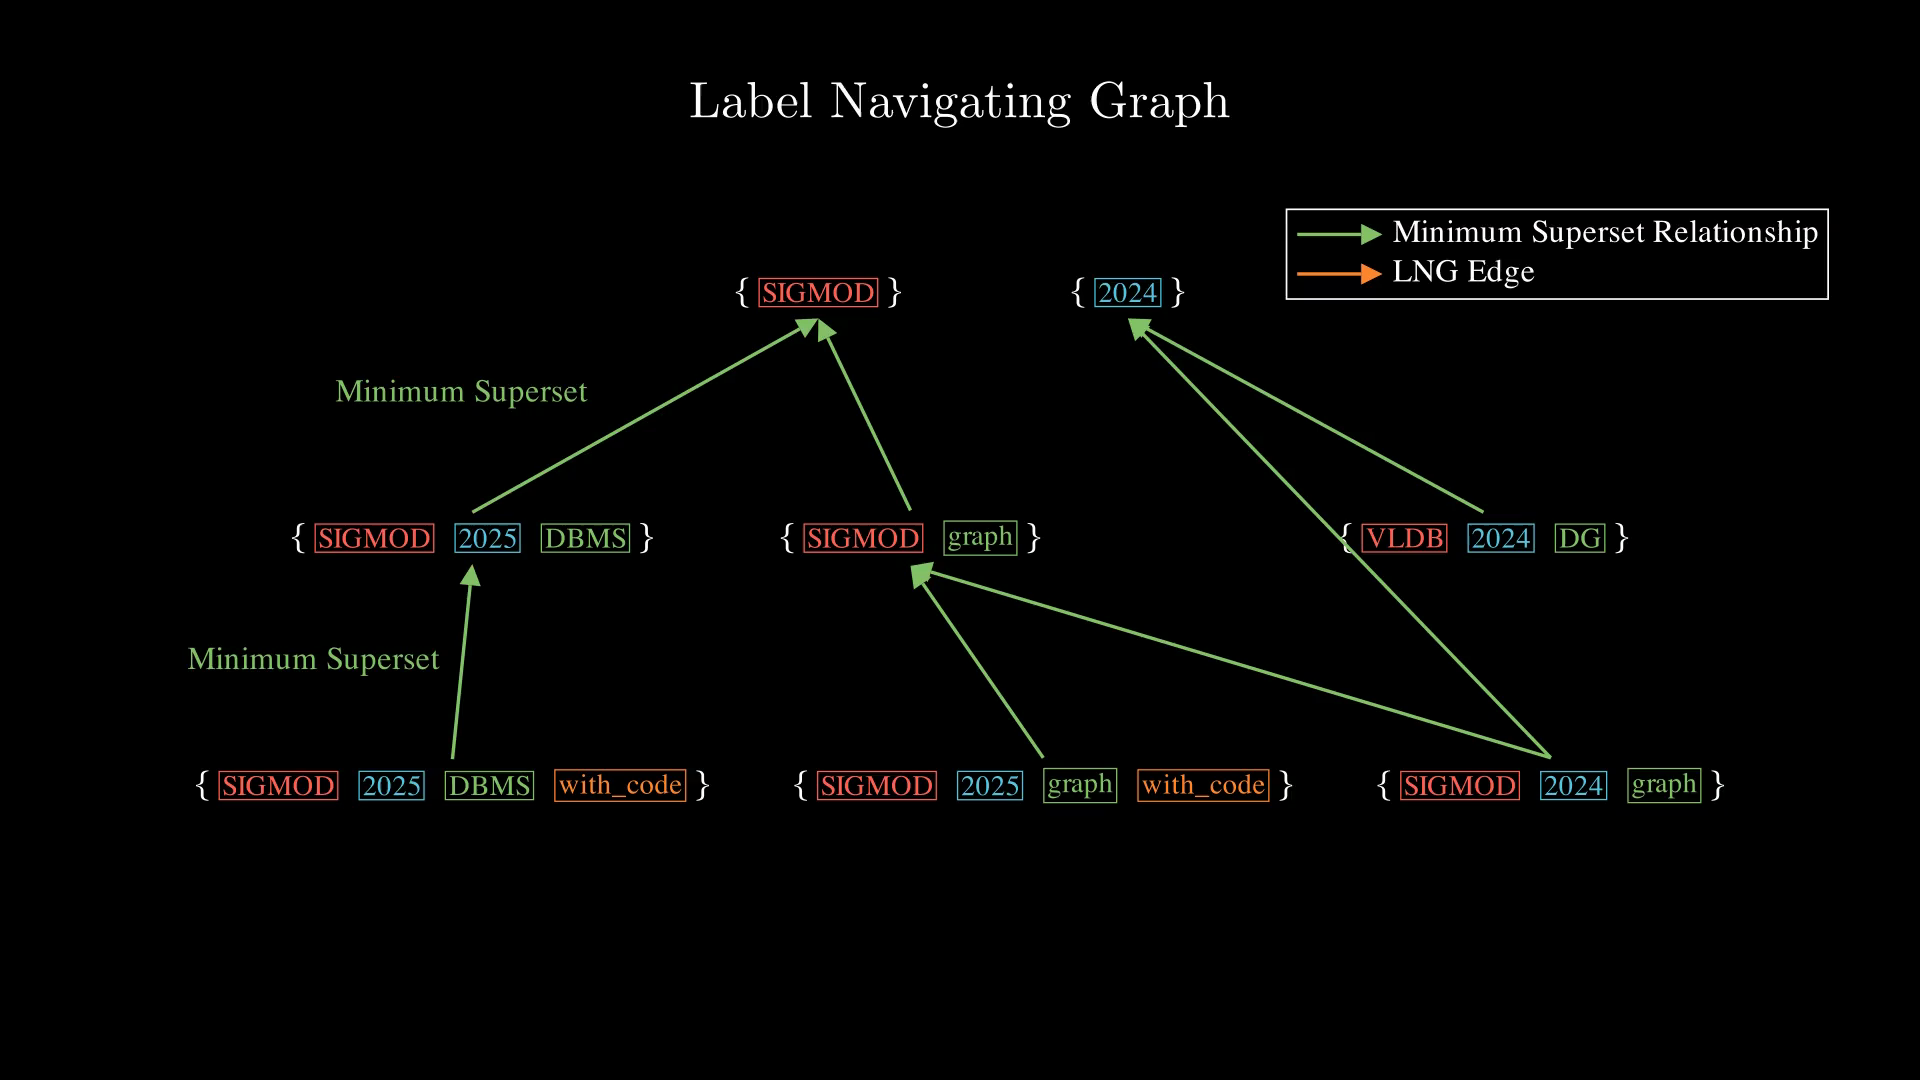 Label Navigating Graph
Minimum Superset Relationship
LNG Edge
{ SIGMOD }
{ 2024 }
Minimum Superset
{ SIGMOD 2025 DBMS }
{ SIGMOD graph }
{ VLDB 2024 DG }
Minimum Superset
{ SIGMOD 2025 DBMS with_code }
{ SIGMOD 2025 graph with_code }
{ SIGMOD 2024 graph }